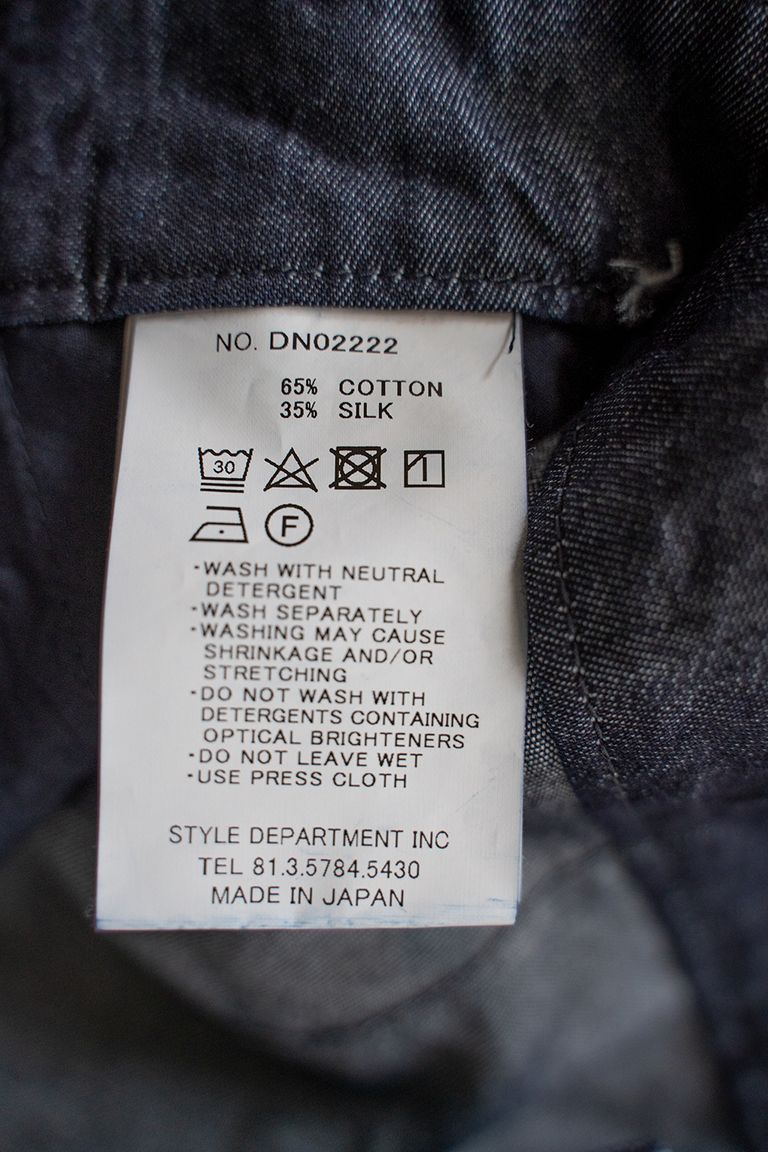 NO. DN02222
65% COTTON
35% SILK
30
F
·WASH WITH NEUTRAL
DETERGENT
·WASH SEPARATELY
·WASHING MAY CAUSE
SHRINKAGE AND/OR
STRETCHING
·DO NOT WASH WITH
DETERGENTS CONTAINING
OPTICAL BRIGHTENERS
·DO NOT LEAVE WET
·USE PRESS CLOTH
STYLE DEPARTMENT INC
TEL 81.3.5784.5430
MADE IN JAPAN